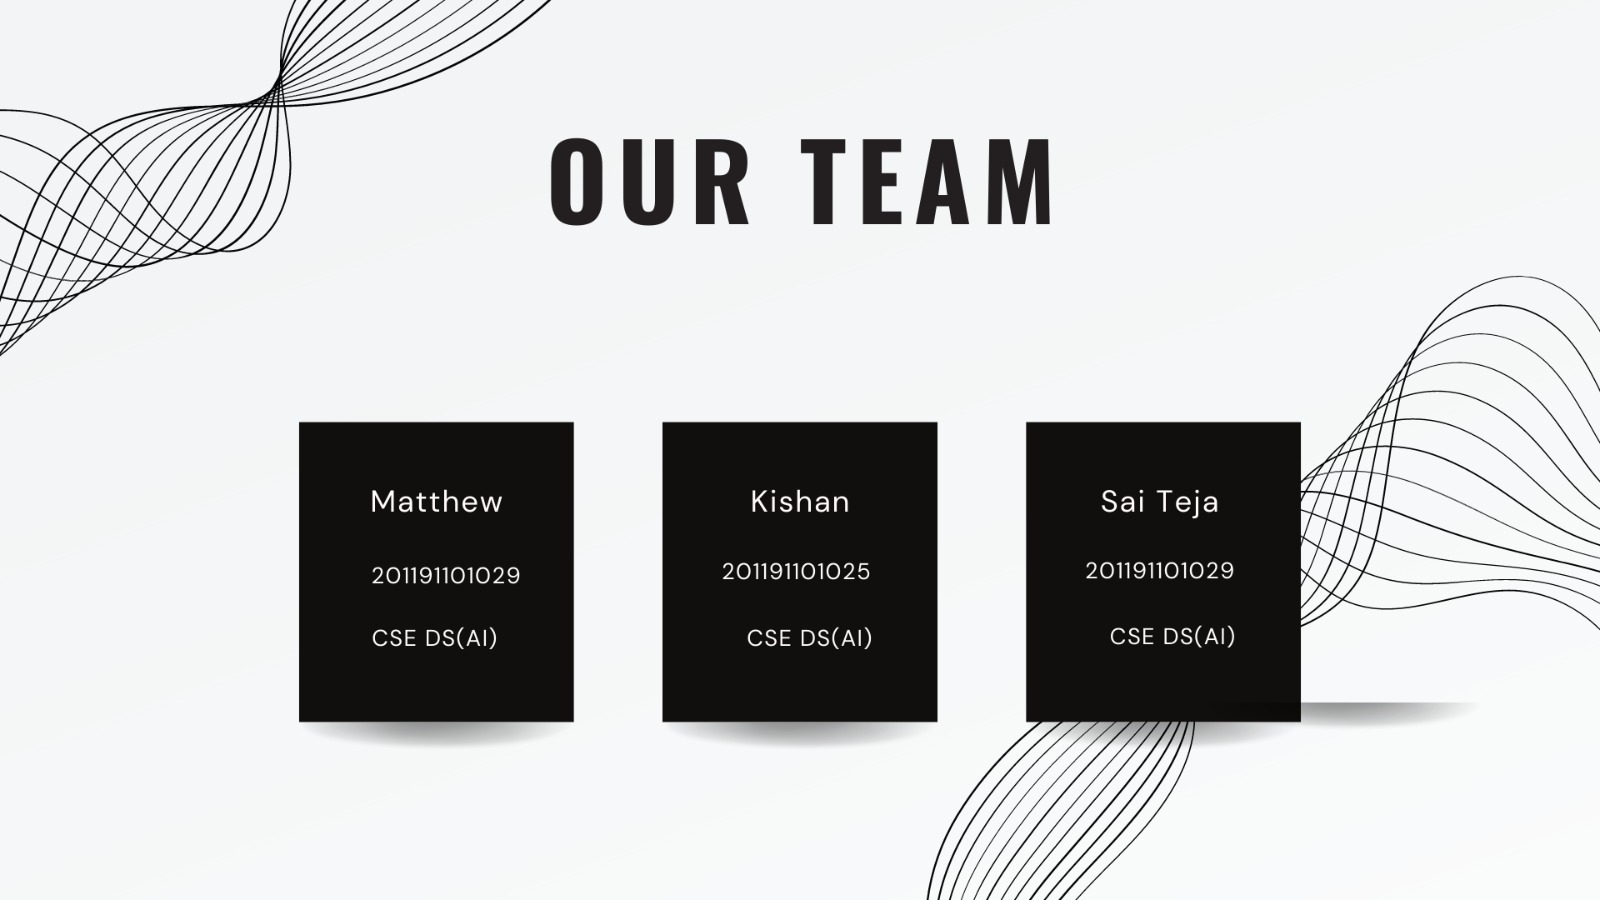 OUR TEAM
Matthew
201191101029
CSE DS(AI)
Kishan
201191101025
CSE DS(AI)
Sai Teja
201191101029
CSE DS(AI)